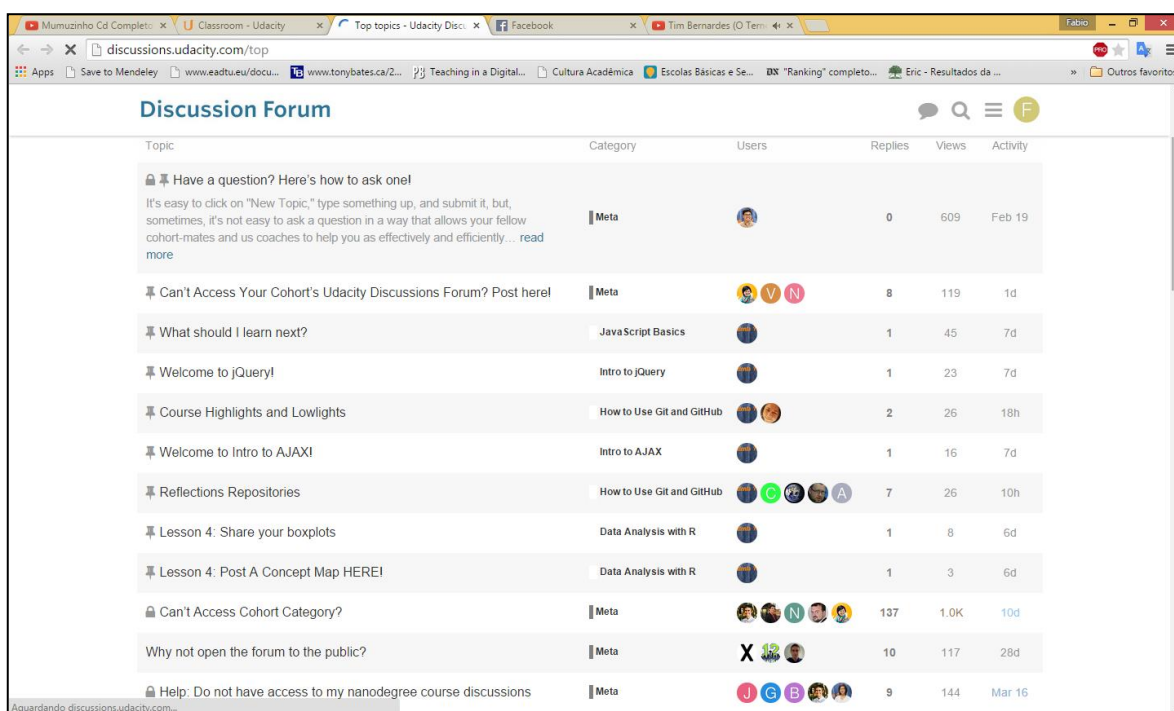 Mumuzinho Cd Completo
Classroom - Udacity
Top topics - Udacity Discu
Facebook
Tim Bernardes (O Terno
Fabio
discussions.udacity.com/top
PRO
Apps Save to Mendeley www.eadtu.eu/docu... www.tonybates.ca/2... Teaching in a Digital... Cultura Acadêmica Escolas Básicas e Se... "Ranking" completo... Eric - Resultados da ... » Outros favoritos
Discussion Forum
F
Topic Category Users Replies Views Activity
Have a question? Here's how to ask one!
It's easy to click on "New Topic," type something up, and submit it, but,
sometimes, it's not easy to ask a question in a way that allows your fellow
cohort-mates and us coaches to help you as effectively and efficiently… read
more
Meta 0 609 Feb 19
Can't Access Your Cohort's Udacity Discussions Forum? Post here! Meta V N 8 119 1d
What should I learn next? JavaScript Basics 1 45 7d
Welcome to jQuery! Intro to jQuery 1 23 7d
Course Highlights and Lowlights How to Use Git and GitHub 2 26 18h
Welcome to Intro to AJAX! Intro to AJAX 1 16 7d
Reflections Repositories How to Use Git and GitHub C A 7 26 10h
Lesson 4: Share your boxplots Data Analysis with R 1 8 6d
Lesson 4: Post A Concept Map HERE! Data Analysis with R 1 3 6d
Can't Access Cohort Category? Meta N 137 1.0K 10d
Why not open the forum to the public? Meta X 10 117 28d
Help: Do not have access to my nanodegree course discussions Meta J G B 9 144 Mar 16
Aguardando discussions.udacity.com...